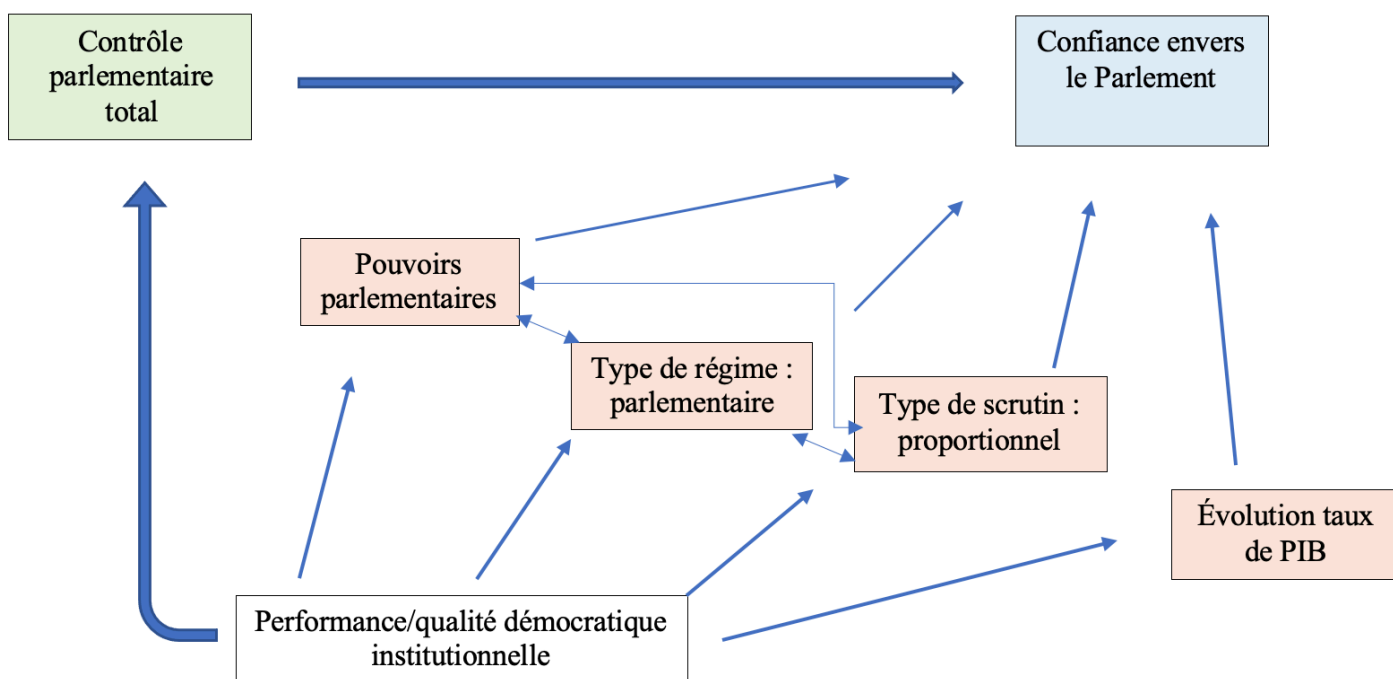 Contrôle
parlementaire
total
Confiance envers
le Parlement
Pouvoirs
parlementaires
Type de régime :
parlementaire
Type de scrutin :
proportionnel
Évolution taux
de PIB
Performance/qualité démocratique
institutionnelle